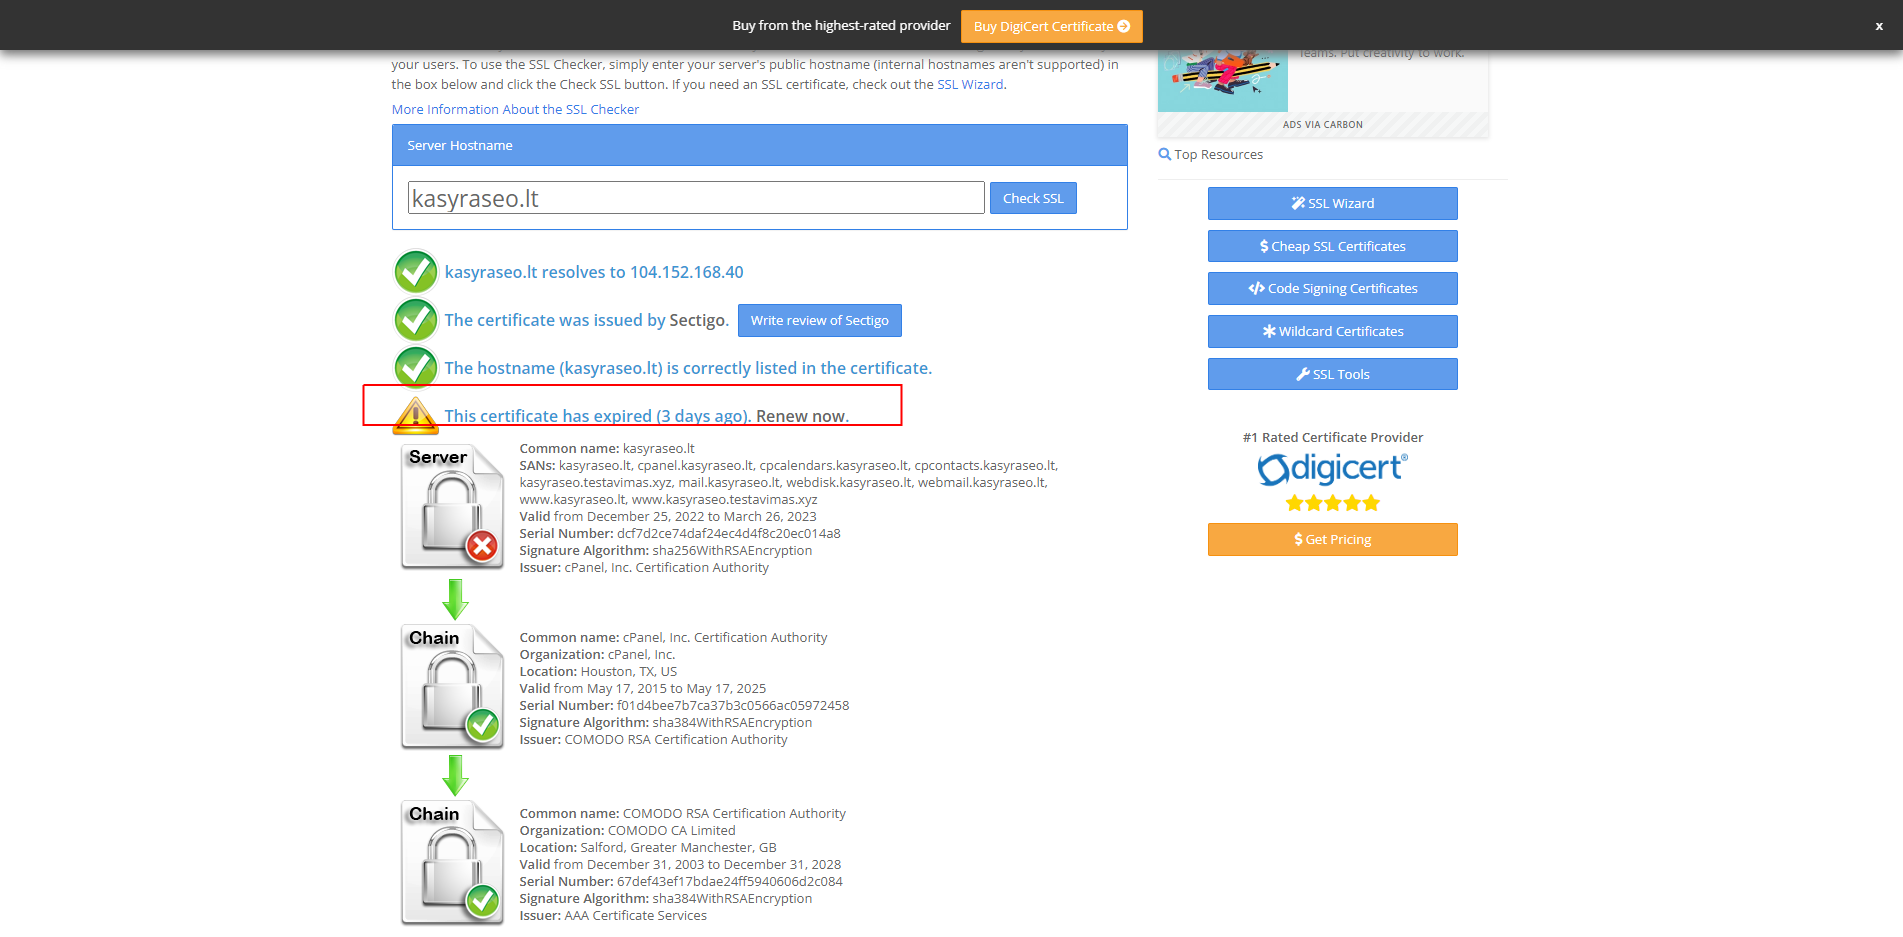 Buy from the highest-rated provider
Buy DigiCert Certificate
x
your users. To use the SSL Checker, simply enter your server's public hostname (internal hostnames aren't supported) in
the box below and click the Check SSL button. If you need an SSL certificate, check out the SSL Wizard.
More Information About the SSL Checker
Server Hostname
kasyraseo.lt
Check SSL
kasyraseo.lt resolves to 104.152.168.40
The certificate was issued by Sectigo.
Write review of Sectigo
The hostname (kasyraseo.lt) is correctly listed in the certificate.
This certificate has expired (3 days ago). Renew now.
Server
Common name: kasyraseo.lt
SANs: kasyraseo.lt, cpanel.kasyraseo.lt, cpcalendars.kasyraseo.lt, cpcontacts.kasyraseo.lt,
kasyraseo.testavimas.xyz, mail.kasyraseo.lt, webdisk.kasyraseo.lt, webmail.kasyraseo.lt,
www.kasyraseo.lt, www.kasyraseo.testavimas.xyz
Valid from December 25, 2022 to March 26, 2023
Serial Number: dcf7d2ce74daf24ec4d4f8c20ec014a8
Signature Algorithm: sha256WithRSAEncryption
Issuer: cPanel, Inc. Certification Authority
Chain
Common name: cPanel, Inc. Certification Authority
Organization: cPanel, Inc.
Location: Houston, TX, US
Valid from May 17, 2015 to May 17, 2025
Serial Number: f01d4bee7b7ca37b3c0566ac05972458
Signature Algorithm: sha384WithRSAEncryption
Issuer: COMODO RSA Certification Authority
Chain
Common name: COMODO RSA Certification Authority
Organization: COMODO CA Limited
Location: Salford, Greater Manchester, GB
Valid from December 31, 2003 to December 31, 2028
Serial Number: 67def43ef17bdae24ff5940606d2c084
Signature Algorithm: sha384WithRSAEncryption
Issuer: AAA Certificate Services
Teams. Put creativity to work.
ADS VIA CARBON
Top Resources
SSL Wizard
$ Cheap SSL Certificates
Code Signing Certificates
Wildcard Certificates
SSL Tools
#1 Rated Certificate Provider
digicert®
$ Get Pricing